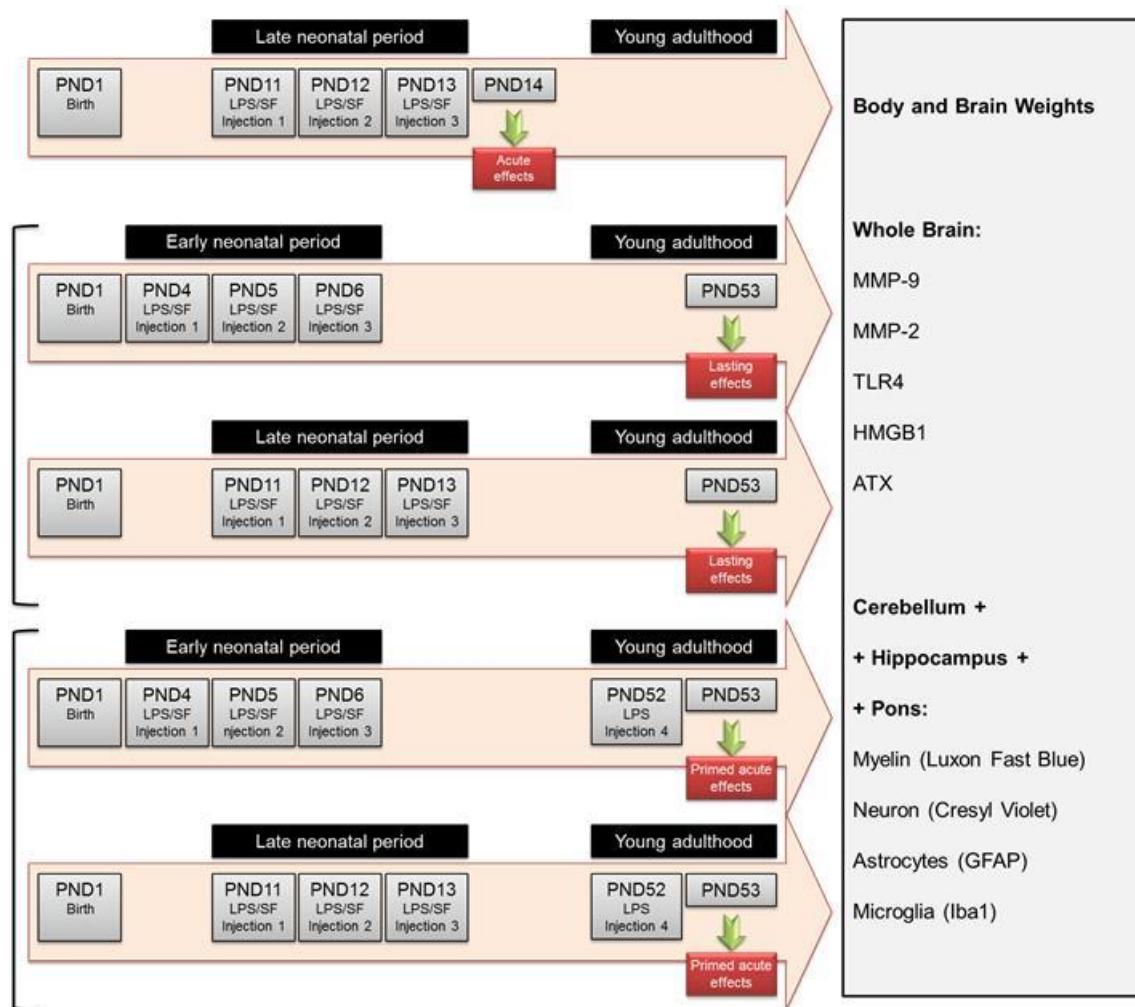 Late neonatal period
Young adulthood
PND1
Birth
PND11
LPS/SF
Injection 1
PND12
LPS/SF
Injection 2
PND13
LPS/SF
Injection 3
PND14
Acute
effects
Early neonatal period
Young adulthood
PND1
Birth
PND4
LPS/SF
Injection 1
PND5
LPS/SF
Injection 2
PND6
LPS/SF
Injection 3
PND53
Lasting
effects
Late neonatal period
Young adulthood
PND1
Birth
PND11
LPS/SF
Injection 1
PND12
LPS/SF
Injection 2
PND13
LPS/SF
Injection 3
PND53
Lasting
effects
Early neonatal period
Young adulthood
PND1
Birth
PND4
LPS/SF
Injection 1
PND5
LPS/SF
njection 2
PND6
LPS/SF
Injection 3
PND52
LPS
Injection 4
PND53
Primed acute
effects
Late neonatal period
Young adulthood
PND1
Birth
PND11
LPS/SF
Injection 1
PND12
LPS/SF
Injection 2
PND13
LPS/SF
Injection 3
PND52
LPS
Injection 4
PND53
Primed acute
effects
Body and Brain Weights
Whole Brain:
MMP-9
MMP-2
TLR4
HMGB1
ATX
Cerebellum +
+ Hippocampus +
+ Pons:
Myelin (Luxon Fast Blue)
Neuron (Cresyl Violet)
Astrocytes (GFAP)
Microglia (Iba1)